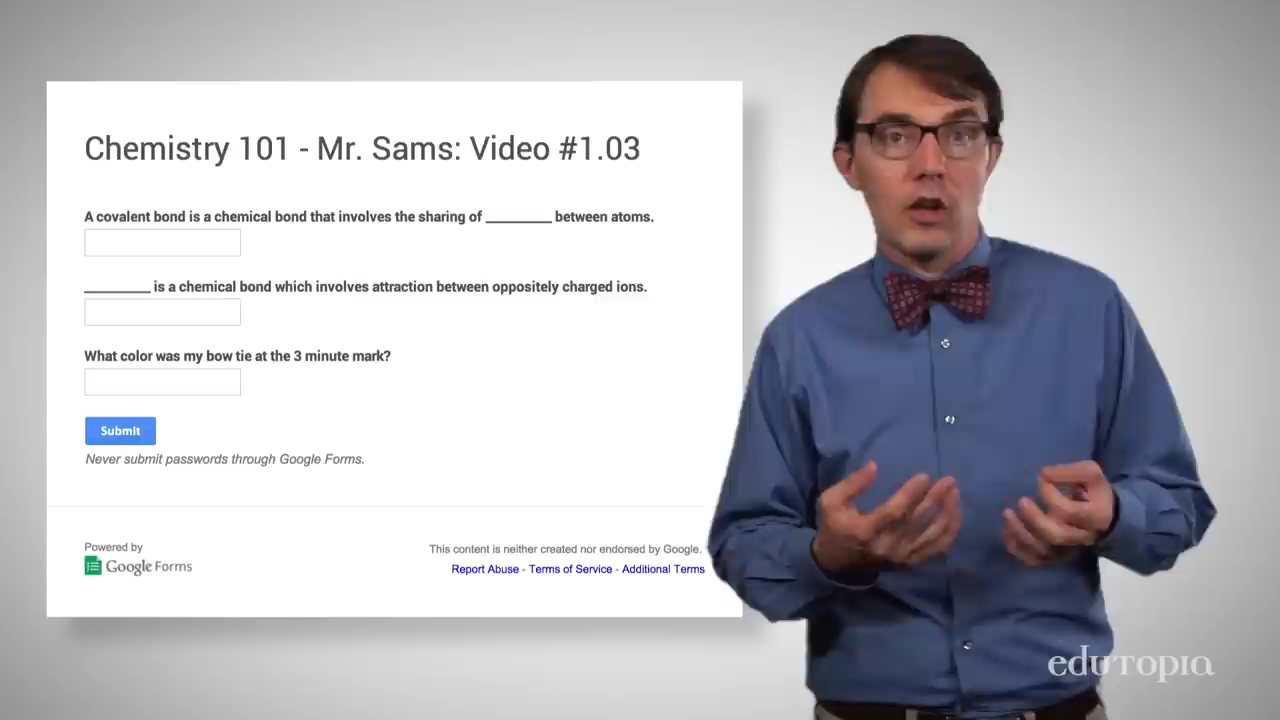 Chemistry 101 - Mr. Sams: Video #1.03
A covalent bond is a chemical bond that involves the sharing of _________ between atoms.
_________ is a chemical bond which involves attraction between oppositely charged ions.
What color was my bow tie at the 3 minute mark?
Submit
Never submit passwords through Google Forms.
Powered by
Google Forms
This content is neither created nor endorsed by Google.
Report Abuse - Terms of Service - Additional Terms
edutopia